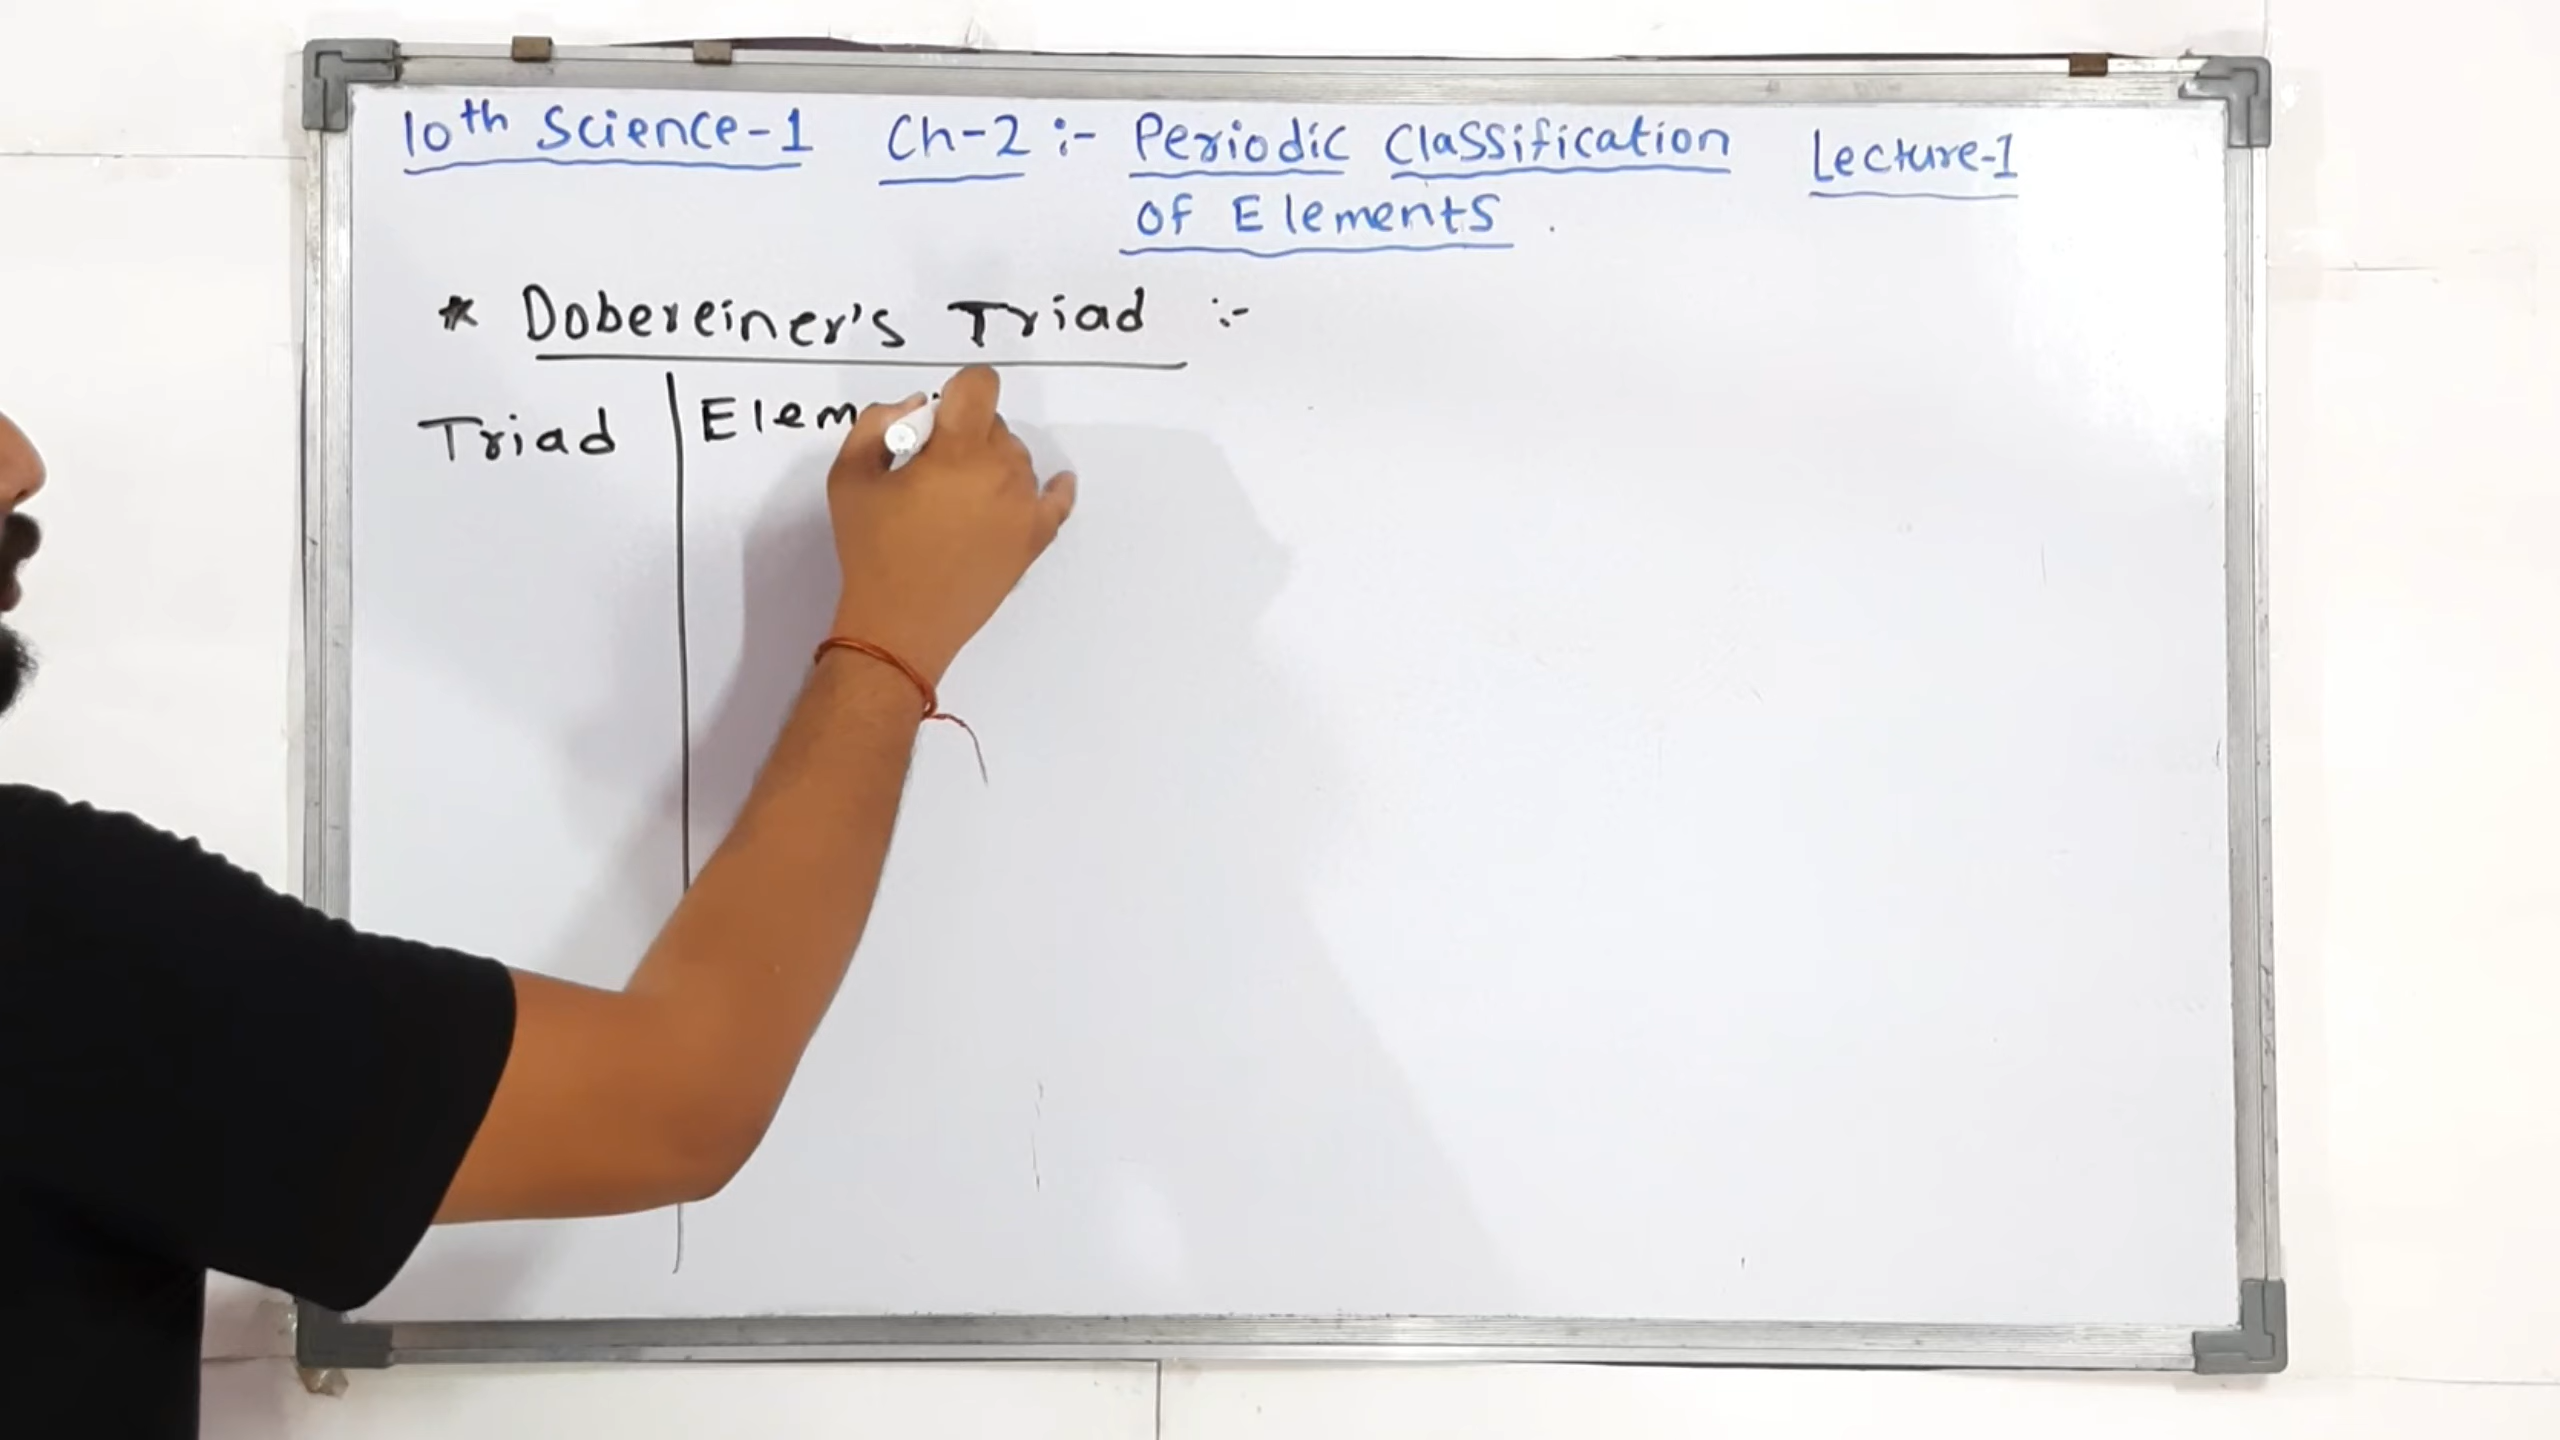 10th Science-1 Ch-2 :- Periodic Classification Lecture-1
of Elements .
* Dobereiner's Triad :-
Triad